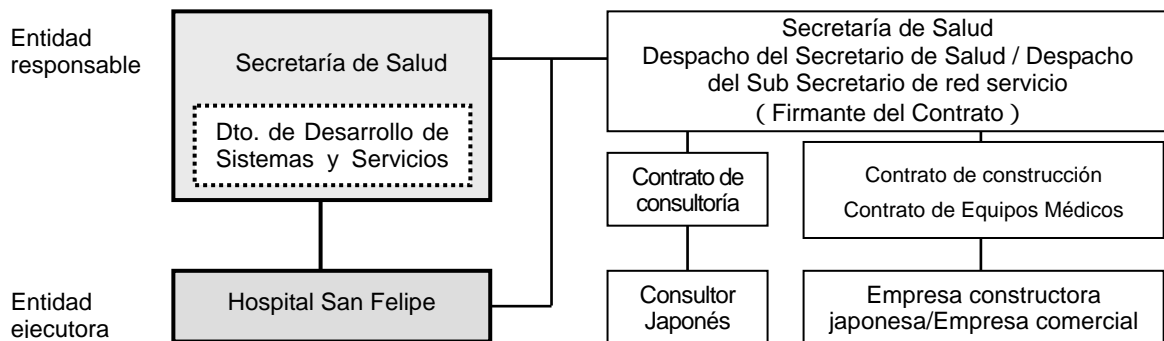 Entidad
responsable
Secretaría de Salud
Dto. de Desarrollo de
Sistemas y Servicios
Secretaría de Salud
Despacho del Secretario de Salud / Despacho
del Sub Secretario de red servicio
( Firmante del Contrato )
Contrato de
consultoría
Contrato de construcción
Contrato de Equipos Médicos
Entidad
ejecutora
Hospital San Felipe
Consultor
Japonés
Empresa constructora
japonesa/Empresa comercial